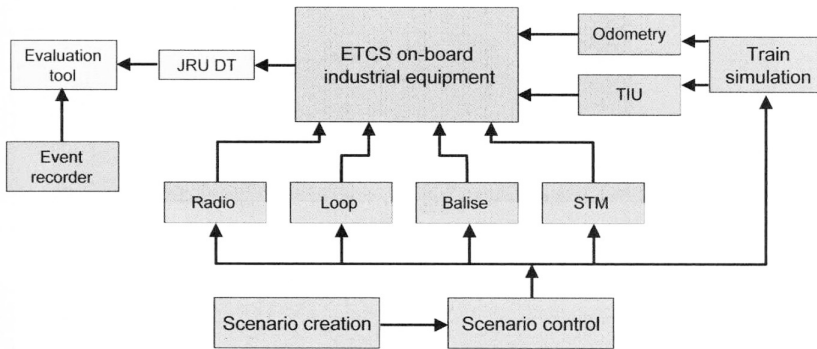 Evaluation
tool
JRU DT
ETCS on-board
industrial equipment
Odometry
TIU
Train
simulation
Event
recorder
Radio
Loop
Balise
STM
Scenario creation
Scenario control